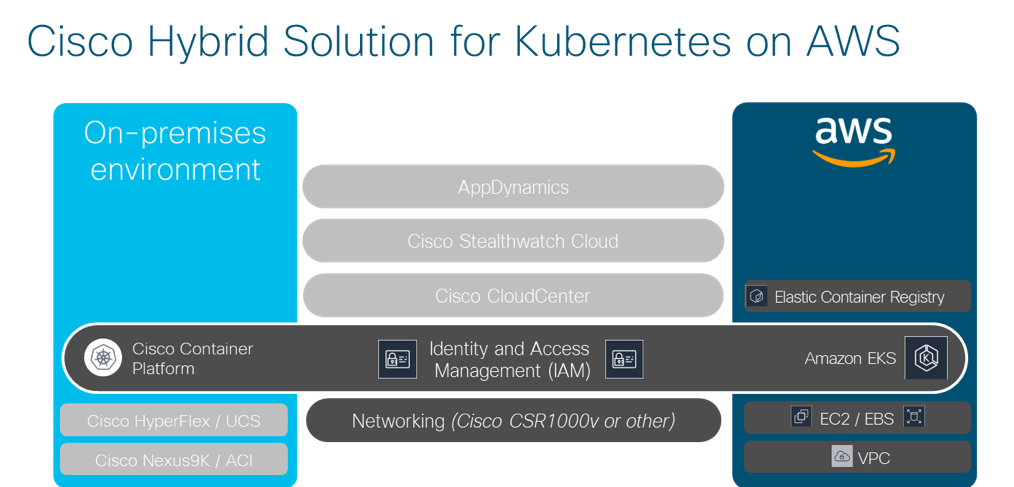 Cisco Hybrid Solution for Kubernetes on AWS
On-premises
environment
aws
AppDynamics
Cisco Stealthwatch Cloud
Cisco CloudCenter
Elastic Container Registry
Cisco Container
Platform
Identity and Access
Management (IAM)
Amazon EKS
Cisco HyperFlex / UCS
Networking (Cisco CSR1000v or other)
EC2 / EBS
Cisco Nexus9K / ACI
VPC